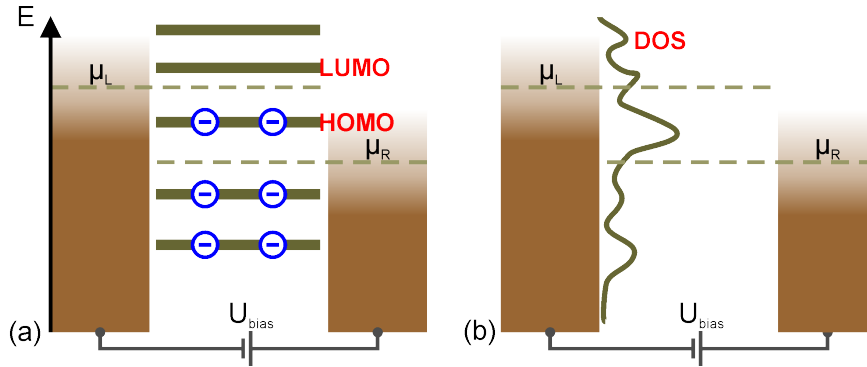 E
μL
LUMO
HOMO
μR
Ubias
(a)
DOS
μL
μR
Ubias
(b)